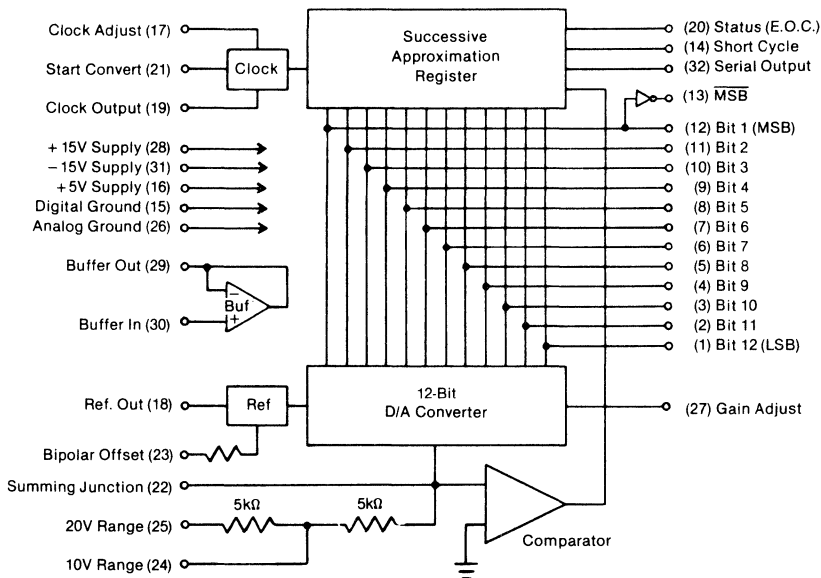 Clock Adjust (17)
Start Convert (21)
Clock Output (19)
Clock
Successive
Approximation
Register
(20) Status (E.O.C.)
(14) Short Cycle
(32) Serial Output
(13) M̅S̅B̅
(12) Bit 1 (MSB)
(11) Bit 2
(10) Bit 3
(9) Bit 4
(8) Bit 5
(7) Bit 6
(6) Bit 7
(5) Bit 8
(4) Bit 9
(3) Bit 10
(2) Bit 11
(1) Bit 12 (LSB)
+15V Supply (28)
−15V Supply (31)
+5V Supply (16)
Digital Ground (15)
Analog Ground (26)
Buffer Out (29)
− Buf +
Buffer In (30)
Ref. Out (18)
Ref
12-Bit
D/A Converter
(27) Gain Adjust
Bipolar Offset (23)
Summing Junction (22)
5kΩ 5kΩ
20V Range (25)
10V Range (24)
Comparator